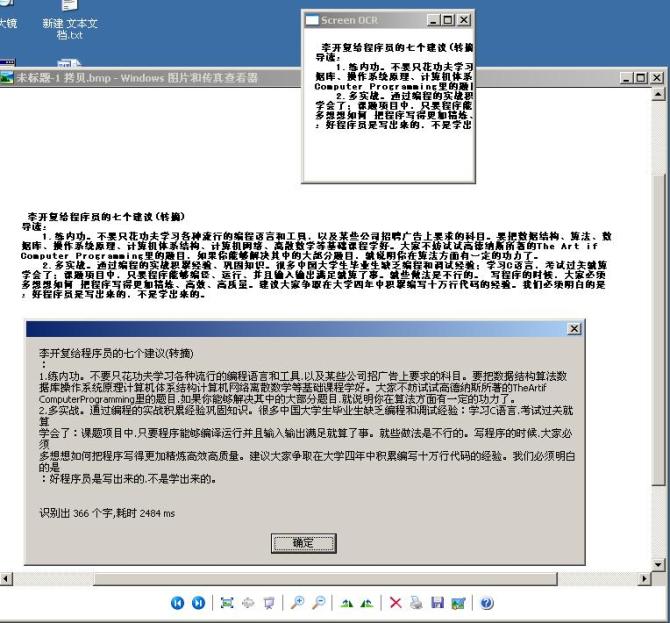 大镜
新建 文本文
档.txt
Screen OCR
李开复给程序员的七个建议(转摘
导读:
1.练内功。不要只花功夫学习
据库、操作系统原理、计算机体系
Computer Programming里的题目
2.多实战。通过编程的实战积
学会了;课题项目中,只要程序能
多想想如何 把程序写得更加精炼、
:好程序员是写出来的,不是学出
未标题-1 拷贝.bmp - Windows 图片和传真查看器
李开复给程序员的七个建议(转摘)
导读:
1.练内功。不要只花功夫学习各种流行的编程语言和工具,以及某些公司招聘广告上要求的科目。要把数据结构、算法、数
据库、操作系统原理、计算机体系结构、计算机网络、离散数学等基础课程学好。大家不妨试试高德纳斯所著的The Art if
Computer Programming里的题目,如果你能够解决其中的大部分题目,就说明你在算法方面有一定的功力了。
2.多实战。通过编程的实战积累经验、巩固知识。很多中国大学生毕业生缺乏编程和调试经验;学习C语言,考试过关就算
学会了;课题项目中,只要程序能够编译、运行、并且输入输出满足就算了事。就些做法是不行的。 写程序的时候,大家必须
多想想如何 把程序写得更加精炼、高效、高质量。建议大家争取在大学四年中积累编写十万行代码的经验。我们必须明白的是
:好程序员是写出来的,不是学出来的。
李开复给程序员的七个建议(转摘)
:
1.练内功。不要只花功夫学习各种流行的编程语言和工具.以及某些公司招广告上要求的科目。要把数据结构算法数
据库操作系统原理计算机体系结构计算机网路离散数学等基础课程学好。大家不妨试试高德纳斯所著的TheArtif
ComputerProgramming里的题目.如果你能够解决其中的大部分题目.就说明你在算法方面有一定的功力了。
2.多实战。通过编程的实战积累经验巩固知识。很多中国大学生毕业生缺乏编程和调试经验:学习C语言.考试过关就
算
学会了:课题项目中.只要程序能够编译运行并且输入输出满足就算了事。就些做法是不行的。写程序的时候.大家必
须
多想想如何把程序写得更加精炼高效高质量。建议大家争取在大学四年中积累编写十万行代码的经验。我们必须明白
的是
:好程序员是写出来的.不是学出来的。
识别出 366 个字,耗时 2484 ms
确定